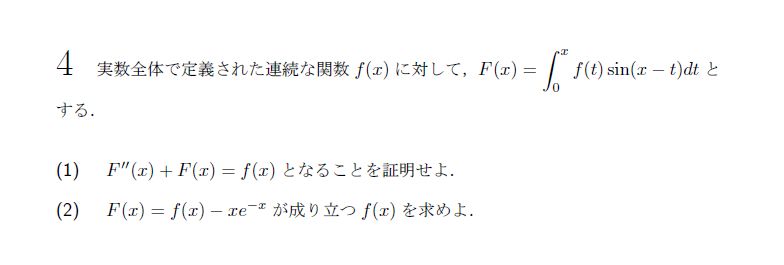 4 実数全体で定義された連続な関数 $f(x)$ に対して，$F(x) = \int_0^x f(t)\sin(x-t)dt$ と
する．
(1) $F''(x) + F(x) = f(x)$ となることを証明せよ．
(2) $F(x) = f(x) - xe^{-x}$ が成り立つ $f(x)$ を求めよ．